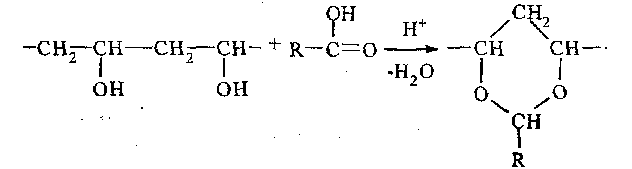 OH CH₂
—CH₂—CH—CH₂—CH— + R—C=O H⁺ —CH CH—
OH OH -H₂O O O
CH
R